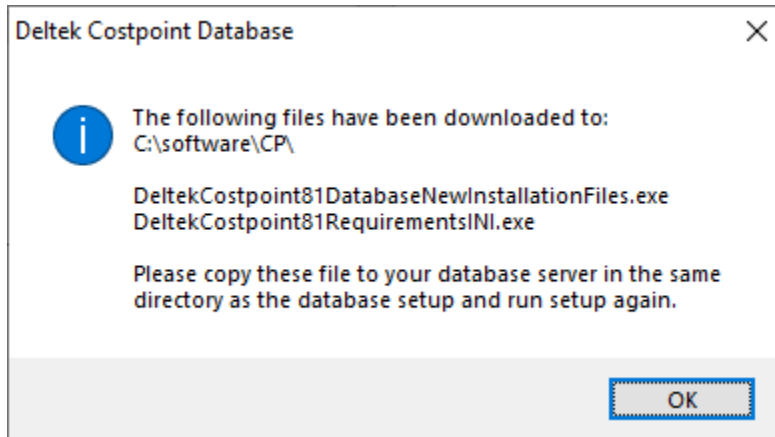 Deltek Costpoint Database
The following files have been downloaded to:
C:\software\CP\
DeltekCostpoint81DatabaseNewInstallationFiles.exe
DeltekCostpoint81RequirementsINI.exe
Please copy these file to your database server in the same
directory as the database setup and run setup again.
OK